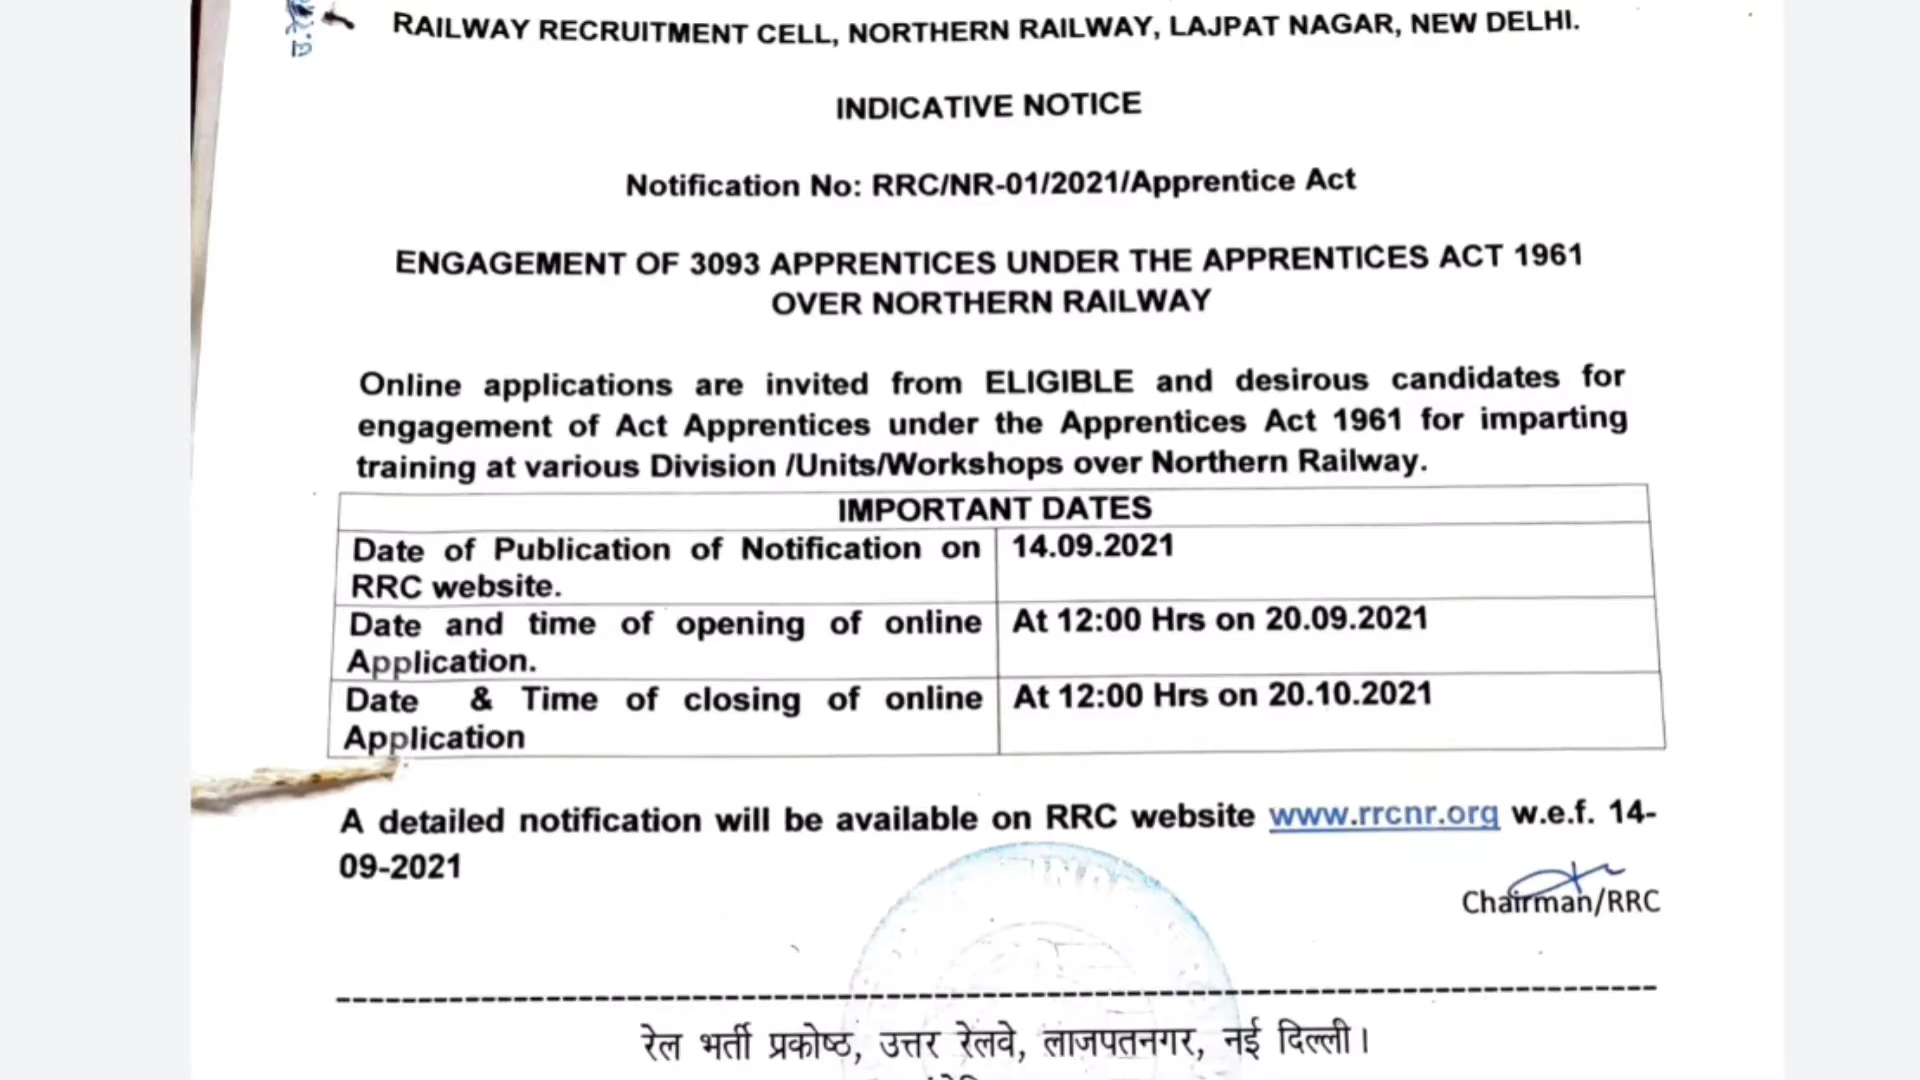 RAILWAY RECRUITMENT CELL, NORTHERN RAILWAY, LAJPAT NAGAR, NEW DELHI.
INDICATIVE NOTICE
Notification No: RRC/NR-01/2021/Apprentice Act
ENGAGEMENT OF 3093 APPRENTICES UNDER THE APPRENTICES ACT 1961
OVER NORTHERN RAILWAY
Online applications are invited from ELIGIBLE and desirous candidates for
engagement of Act Apprentices under the Apprentices Act 1961 for imparting
training at various Division /Units/Workshops over Northern Railway.
IMPORTANT DATES
Date of Publication of Notification on 14.09.2021
RRC website.
Date and time of opening of online At 12:00 Hrs on 20.09.2021
Application.
Date & Time of closing of online At 12:00 Hrs on 20.10.2021
Application
A detailed notification will be available on RRC website www.rrcnr.org w.e.f. 14-
09-2021
Chairman/RRC
रेल भर्ती प्रकोष्ठ, उत्तर रेलवे, लाजपतनगर, नई दिल्ली।